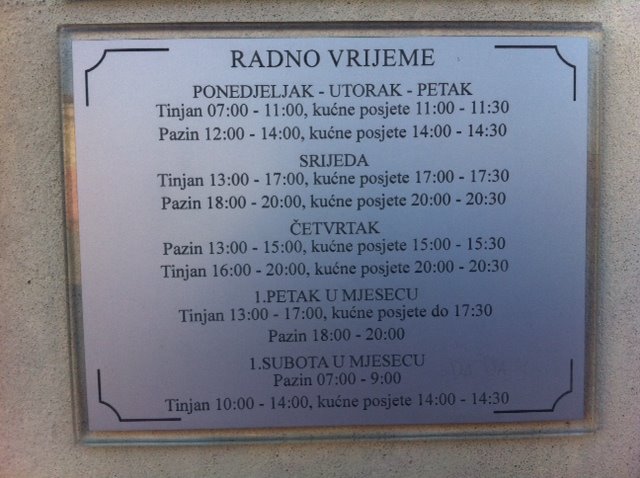 RADNO VRIJEME
PONEDJELJAK - UTORAK - PETAK
Tinjan 07:00 - 11:00, kućne posjete 11:00 - 11:30
Pazin 12:00 - 14:00, kućne posjete 14:00 - 14:30
SRIJEDA
Tinjan 13:00 - 17:00, kućne posjete 17:00 - 17:30
Pazin 18:00 - 20:00, kućne posjete 20:00 - 20:30
ČETVRTAK
Pazin 13:00 - 15:00, kućne posjete 15:00 - 15:30
Tinjan 16:00 - 20:00, kućne posjete 20:00 - 20:30
1.PETAK U MJESECU
Tinjan 13:00 - 17:00, kućne posjete do 17:30
Pazin 18:00 - 20:00
1.SUBOTA U MJESECU
Pazin 07:00 - 9:00
Tinjan 10:00 - 14:00, kućne posjete 14:00 - 14:30